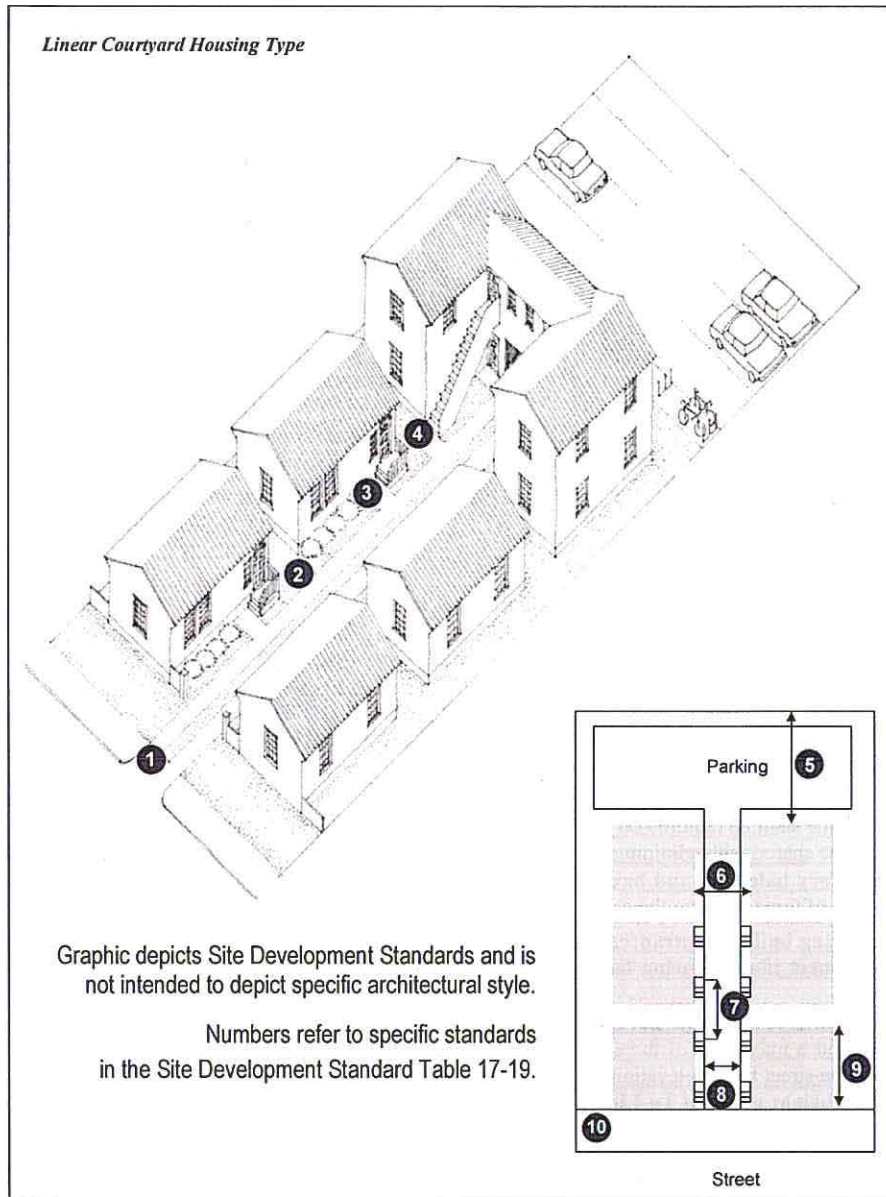 Linear Courtyard Housing Type
4
3
2
1
Parking
5
6
7
8
9
10
Street
Graphic depicts Site Development Standards and is
not intended to depict specific architectural style.
Numbers refer to specific standards
in the Site Development Standard Table 17-19.